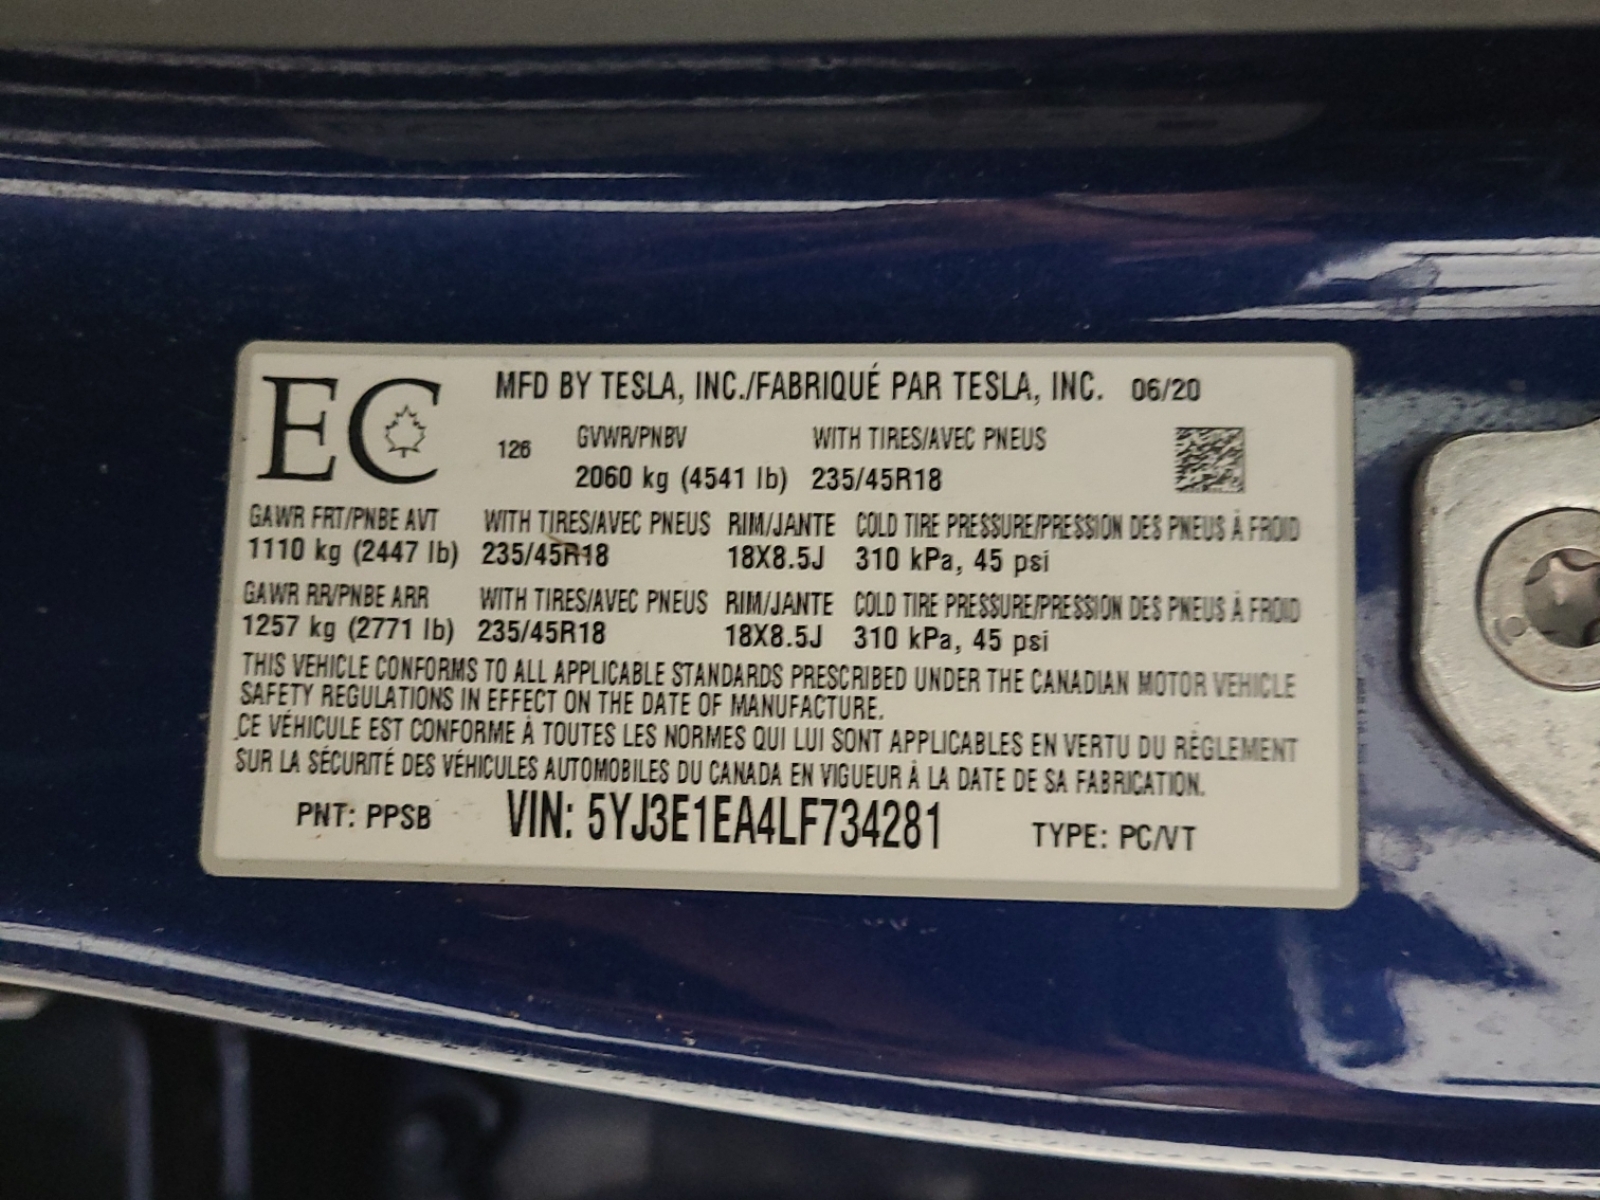 EC MFD BY TESLA, INC./FABRIQUÉ PAR TESLA, INC. 06/20
126 GVWR/PNBV WITH TIRES/AVEC PNEUS
2060 kg (4541 lb) 235/45R18
GAWR FRT/PNBE AVT WITH TIRES/AVEC PNEUS RIM/JANTE COLD TIRE PRESSURE/PRESSION DES PNEUS À FROID
1110 kg (2447 lb) 235/45R18 18X8.5J 310 kPa, 45 psi
GAWR RR/PNBE ARR WITH TIRES/AVEC PNEUS RIM/JANTE COLD TIRE PRESSURE/PRESSION DES PNEUS À FROID
1257 kg (2771 lb) 235/45R18 18X8.5J 310 kPa, 45 psi
THIS VEHICLE CONFORMS TO ALL APPLICABLE STANDARDS PRESCRIBED UNDER THE CANADIAN MOTOR VEHICLE
SAFETY REGULATIONS IN EFFECT ON THE DATE OF MANUFACTURE.
CE VÉHICULE EST CONFORME À TOUTES LES NORMES QUI LUI SONT APPLICABLES EN VERTU DU RÈGLEMENT
SUR LA SÉCURITÉ DES VÉHICULES AUTOMOBILES DU CANADA EN VIGUEUR À LA DATE DE SA FABRICATION.
PNT: PPSB VIN: 5YJ3E1EA4LF734281 TYPE: PC/VT